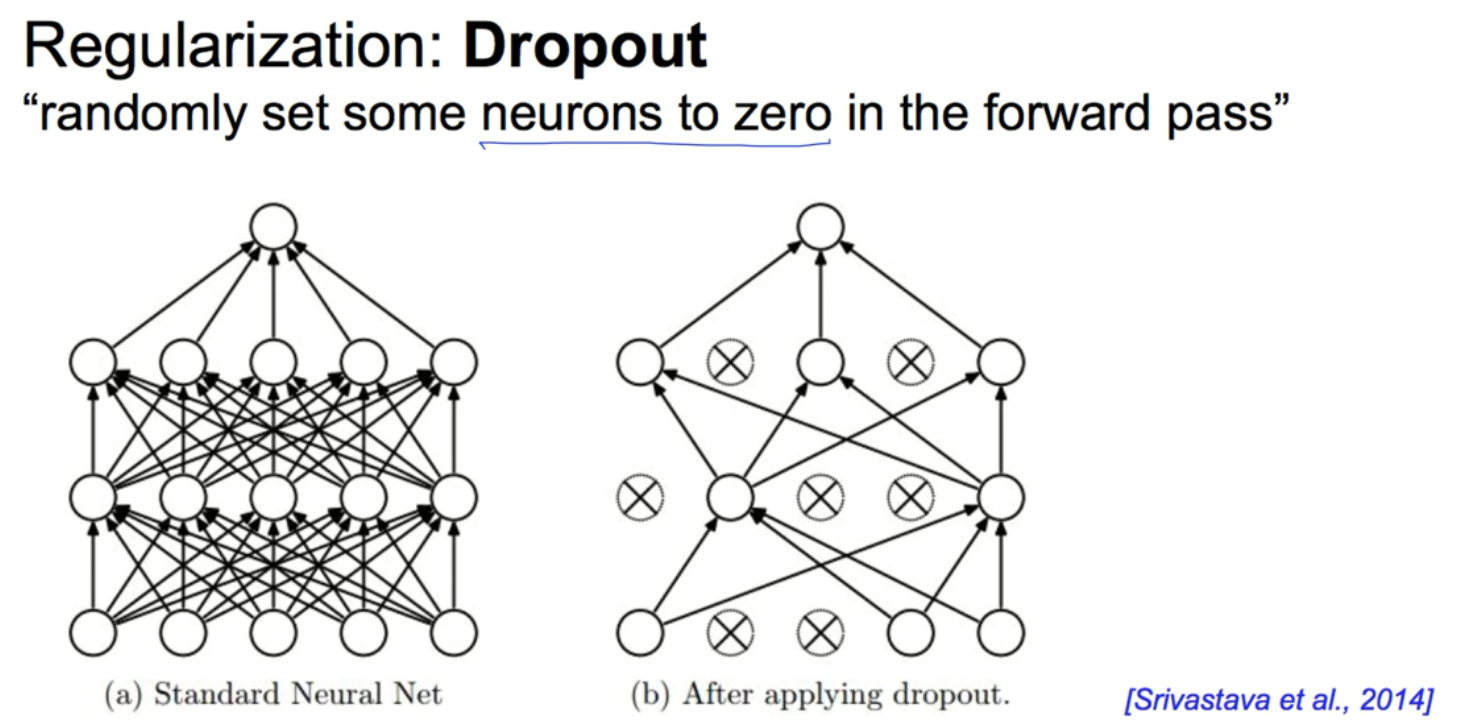 Regularization: Dropout
“randomly set some neurons to zero in the forward pass”
(a) Standard Neural Net
(b) After applying dropout.
[Srivastava et al., 2014]